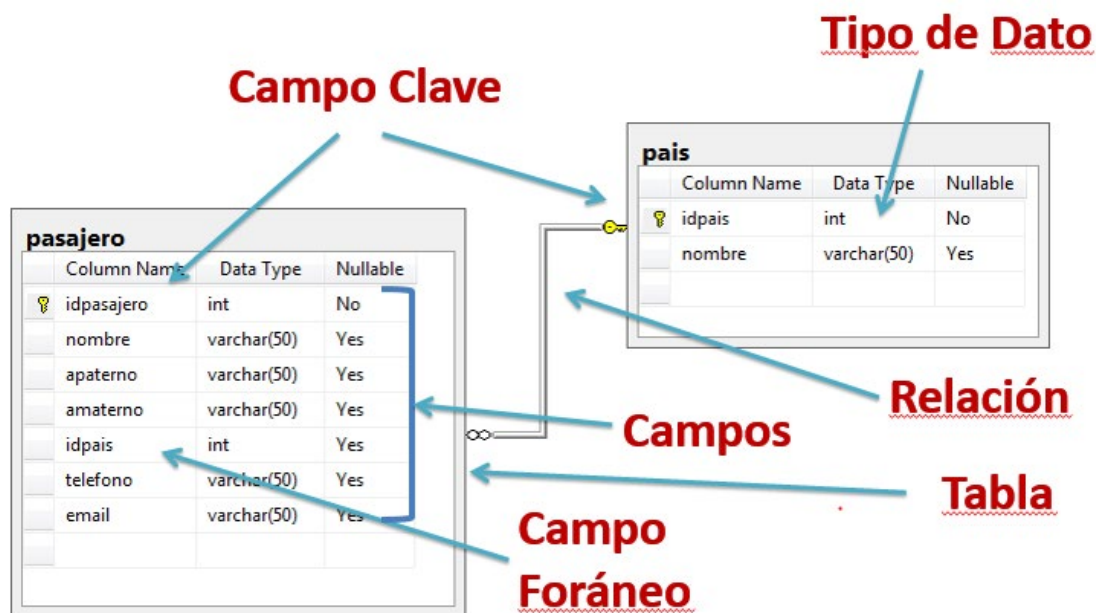 Tipo de Dato
Campo Clave
pais
Column Name Data Type Nullable
idpais int No
nombre varchar(50) Yes
pasajero
Column Name Data Type Nullable
idpasajero int No
nombre varchar(50) Yes
apaterno varchar(50) Yes
amaterno varchar(50) Yes
idpais int Yes
telefono varchar(50) Yes
email varchar(50) Yes
Relación
Campos
Tabla
Campo
Foráneo